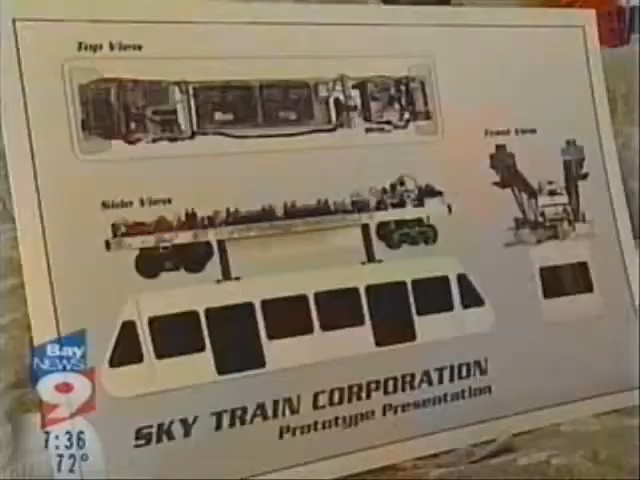 Top View
Front View
Side View
SKY TRAIN CORPORATION
Prototype Presentation
Bay
NEWS
9
7:36
72°